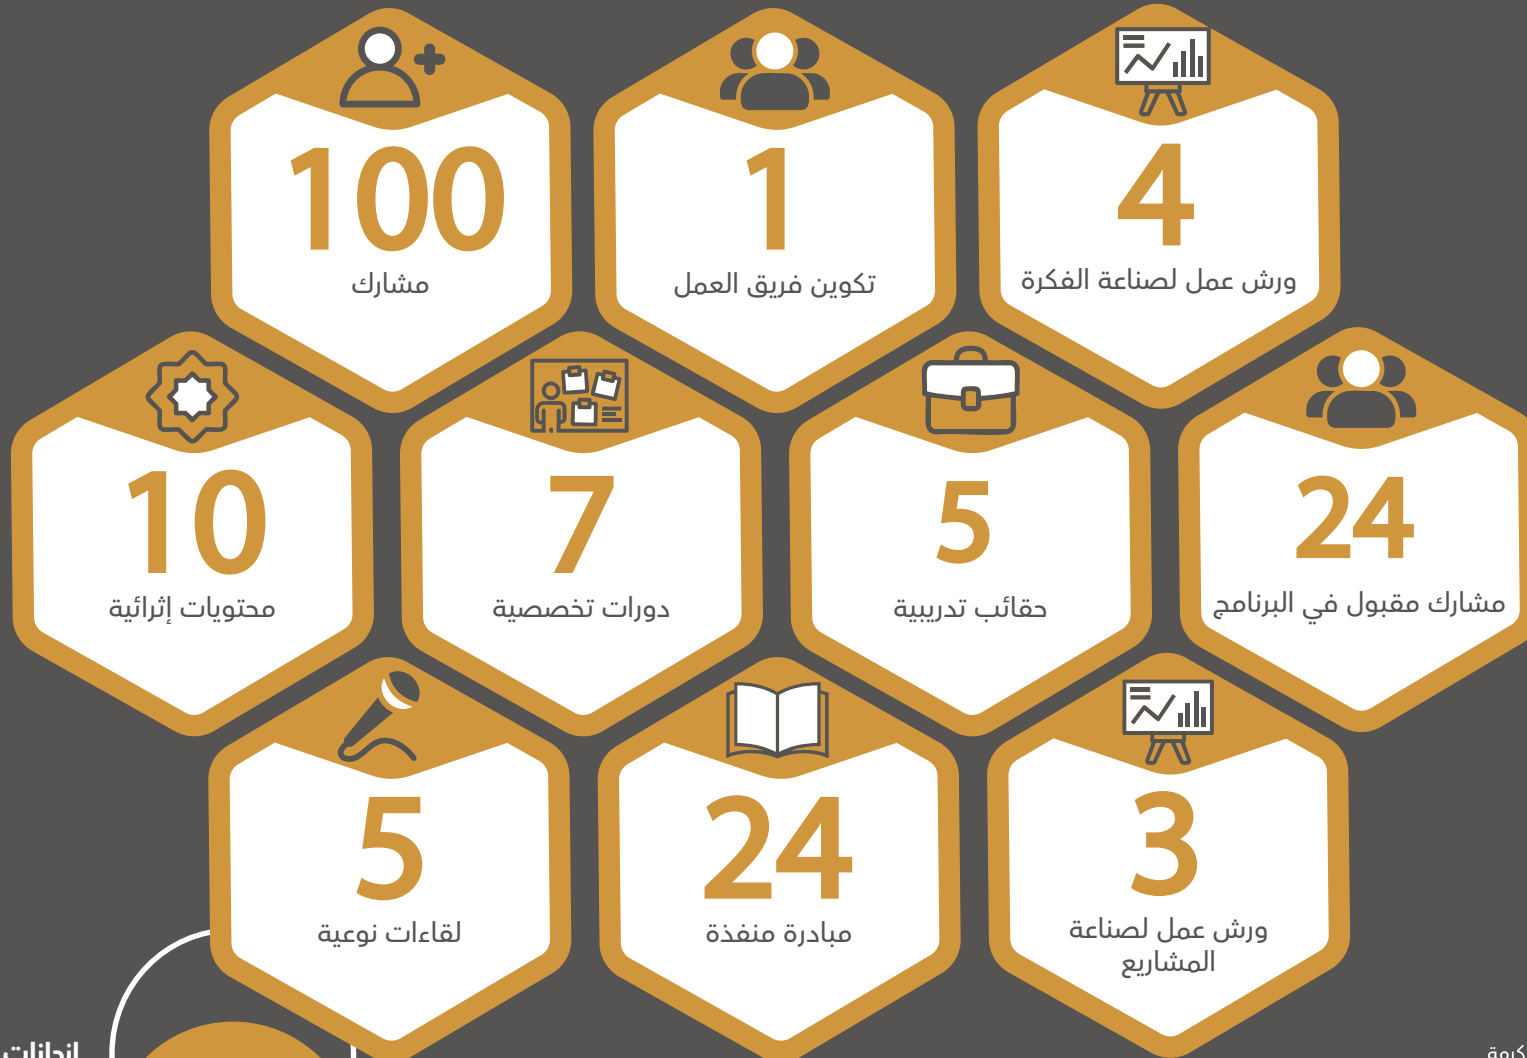 4
ورش عمل لصناعة الفكرة
1
تكوين فريق العمل
100
مشارك
24
مشارك مقبول في البرنامج
5
حقائب تدريبية
7
دورات تخصصية
10
محتويات إثرائية
3
ورش عمل لصناعة
المشاريع
24
مبادرة منفذة
5
لقاءات نوعية